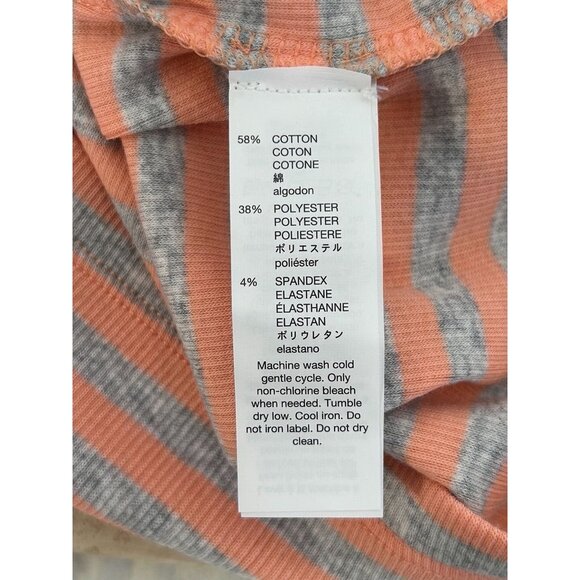 58% COTTON
COTON
COTONE
綿
algodon
38% POLYESTER
POLYESTER
POLIESTERE
ポリエステル
poliéster
4% SPANDEX
ELASTANE
ÉLASTHANNE
ELASTAN
ポリウレタン
elastano
Machine wash cold
gentle cycle. Only
non-chlorine bleach
when needed. Tumble
dry low. Cool iron. Do
not iron label. Do not dry
clean.